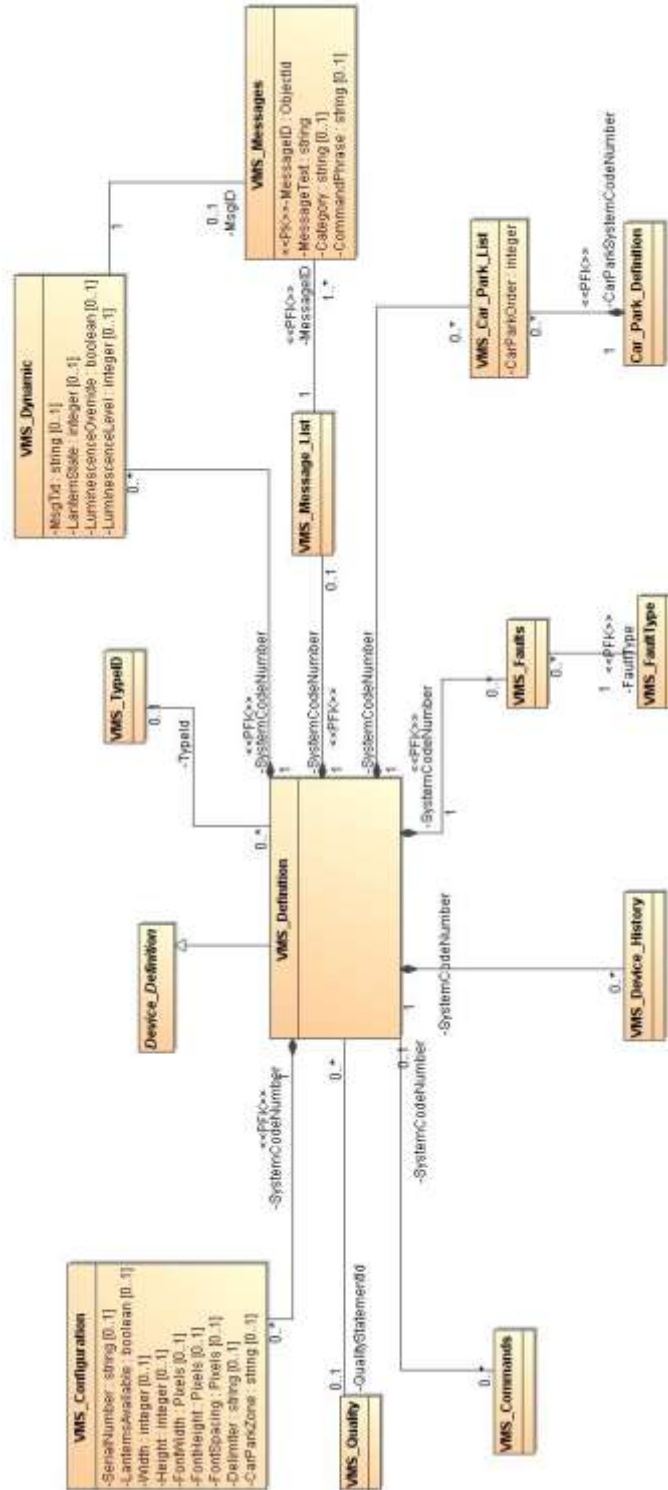 VMS_Configuration
-SerialNumber : string [0..1]
-LanternsAvailable : boolean [0..1]
-Width : integer [0..1]
-Height : integer [0..1]
-FontWidth : Pixels [0..1]
-FontHeight : Pixels [0..1]
-FontSpacing : Pixels [0..1]
-Delimiter : string [0..1]
-CarParkZone : string [0..1]
0..*
<<PFK>>
-SystemCodeNumber
1
Device_Definition
VMS_TypeID
0..1
-TypeId
0..*
VMS_Dynamic
-MsgTxt : string [0..1]
-LanternState : integer [0..1]
-LuminescenceOverride : boolean [0..1]
-LuminescenceLevel : integer [0..1]
0..*
1
0..1
-MsgID
VMS_Messages
<<PK>>-MessageID : ObjectId
-MessageText : string
-Category : string [0..1]
-CommandPhrase : string [0..1]
<<PFK>>
-MessageID
1..*
1
VMS_Message_List
0..1
VMS_Definition
<<PFK>>
-SystemCodeNumber
1
-SystemCodeNumber
<<PFK>>
1
-SystemCodeNumber
1
VMS_Quality
0..1
-QualityStatementId
0..*
0..1
-SystemCodeNumber
0..*
VMS_Commands
1
-SystemCodeNumber
0..*
VMS_Device_History
<<PFK>>
-SystemCodeNumber
1
0..*
VMS_Faults
0..*
1
<<PFK>>
-FaultType
VMS_FaultType
0..*
VMS_Car_Park_List
-CarParkOrder : integer
0..*
<<PFK>>
-CarParkSystemCodeNumber
1
Car_Park_Definition